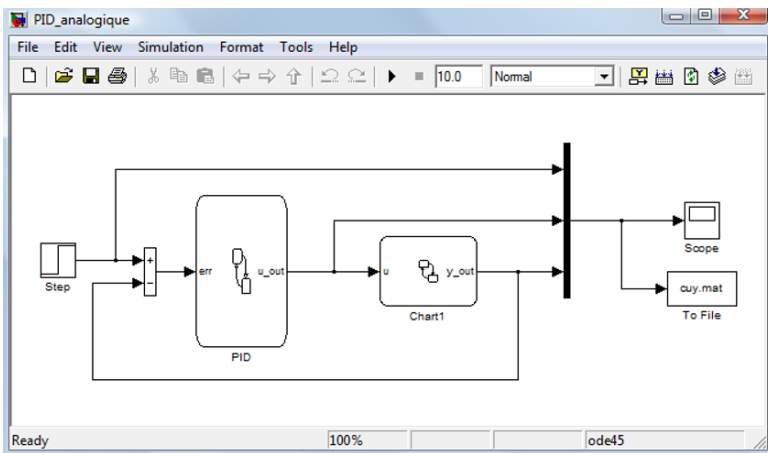 PID_analogique
File Edit View Simulation Format Tools Help
10.0 Normal
Step
+
−
err
u_out
PID
u
y_out
Chart1
Scope
cuy.mat
To File
Ready 100% ode45